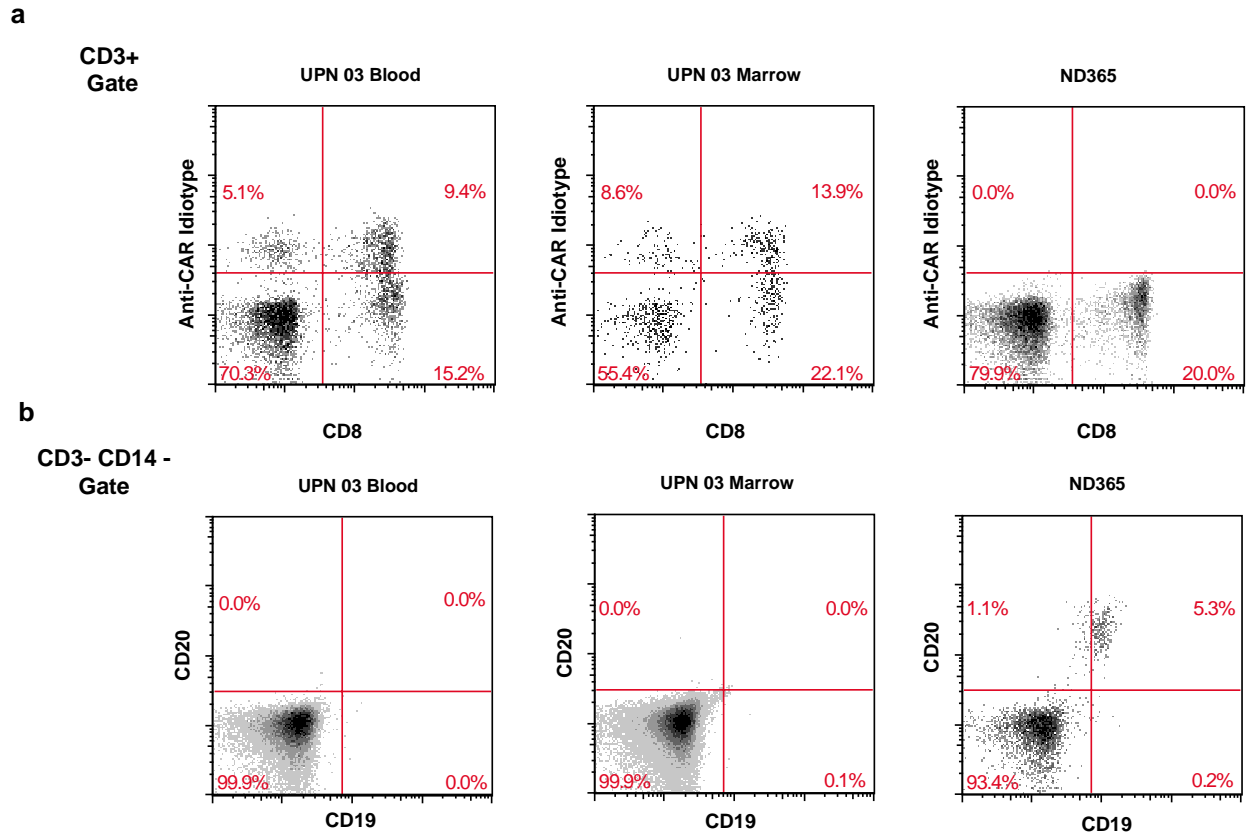 a
CD3+
Gate
UPN 03 Blood
UPN 03 Marrow
ND365
Anti-CAR Idiotype
5.1%
9.4%
70.3%
15.2%
CD8
Anti-CAR Idiotype
8.6%
13.9%
55.4%
22.1%
CD8
Anti-CAR Idiotype
0.0%
0.0%
79.9%
20.0%
CD8
b
CD3- CD14 -
Gate
UPN 03 Blood
UPN 03 Marrow
ND365
CD20
0.0%
0.0%
99.9%
0.0%
CD19
CD20
0.0%
0.0%
99.9%
0.1%
CD19
CD20
1.1%
5.3%
93.4%
0.2%
CD19